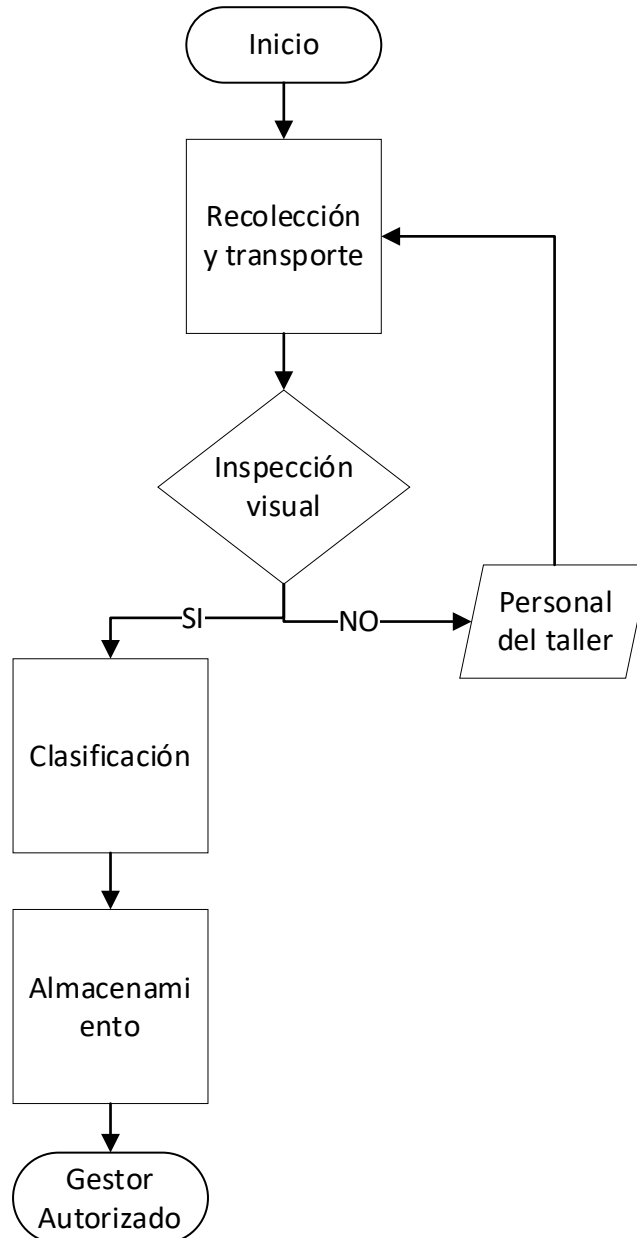 Inicio
Recolección
y transporte
Inspección
visual
SI
NO
Personal
del taller
Clasificación
Almacenami
ento
Gestor
Autorizado